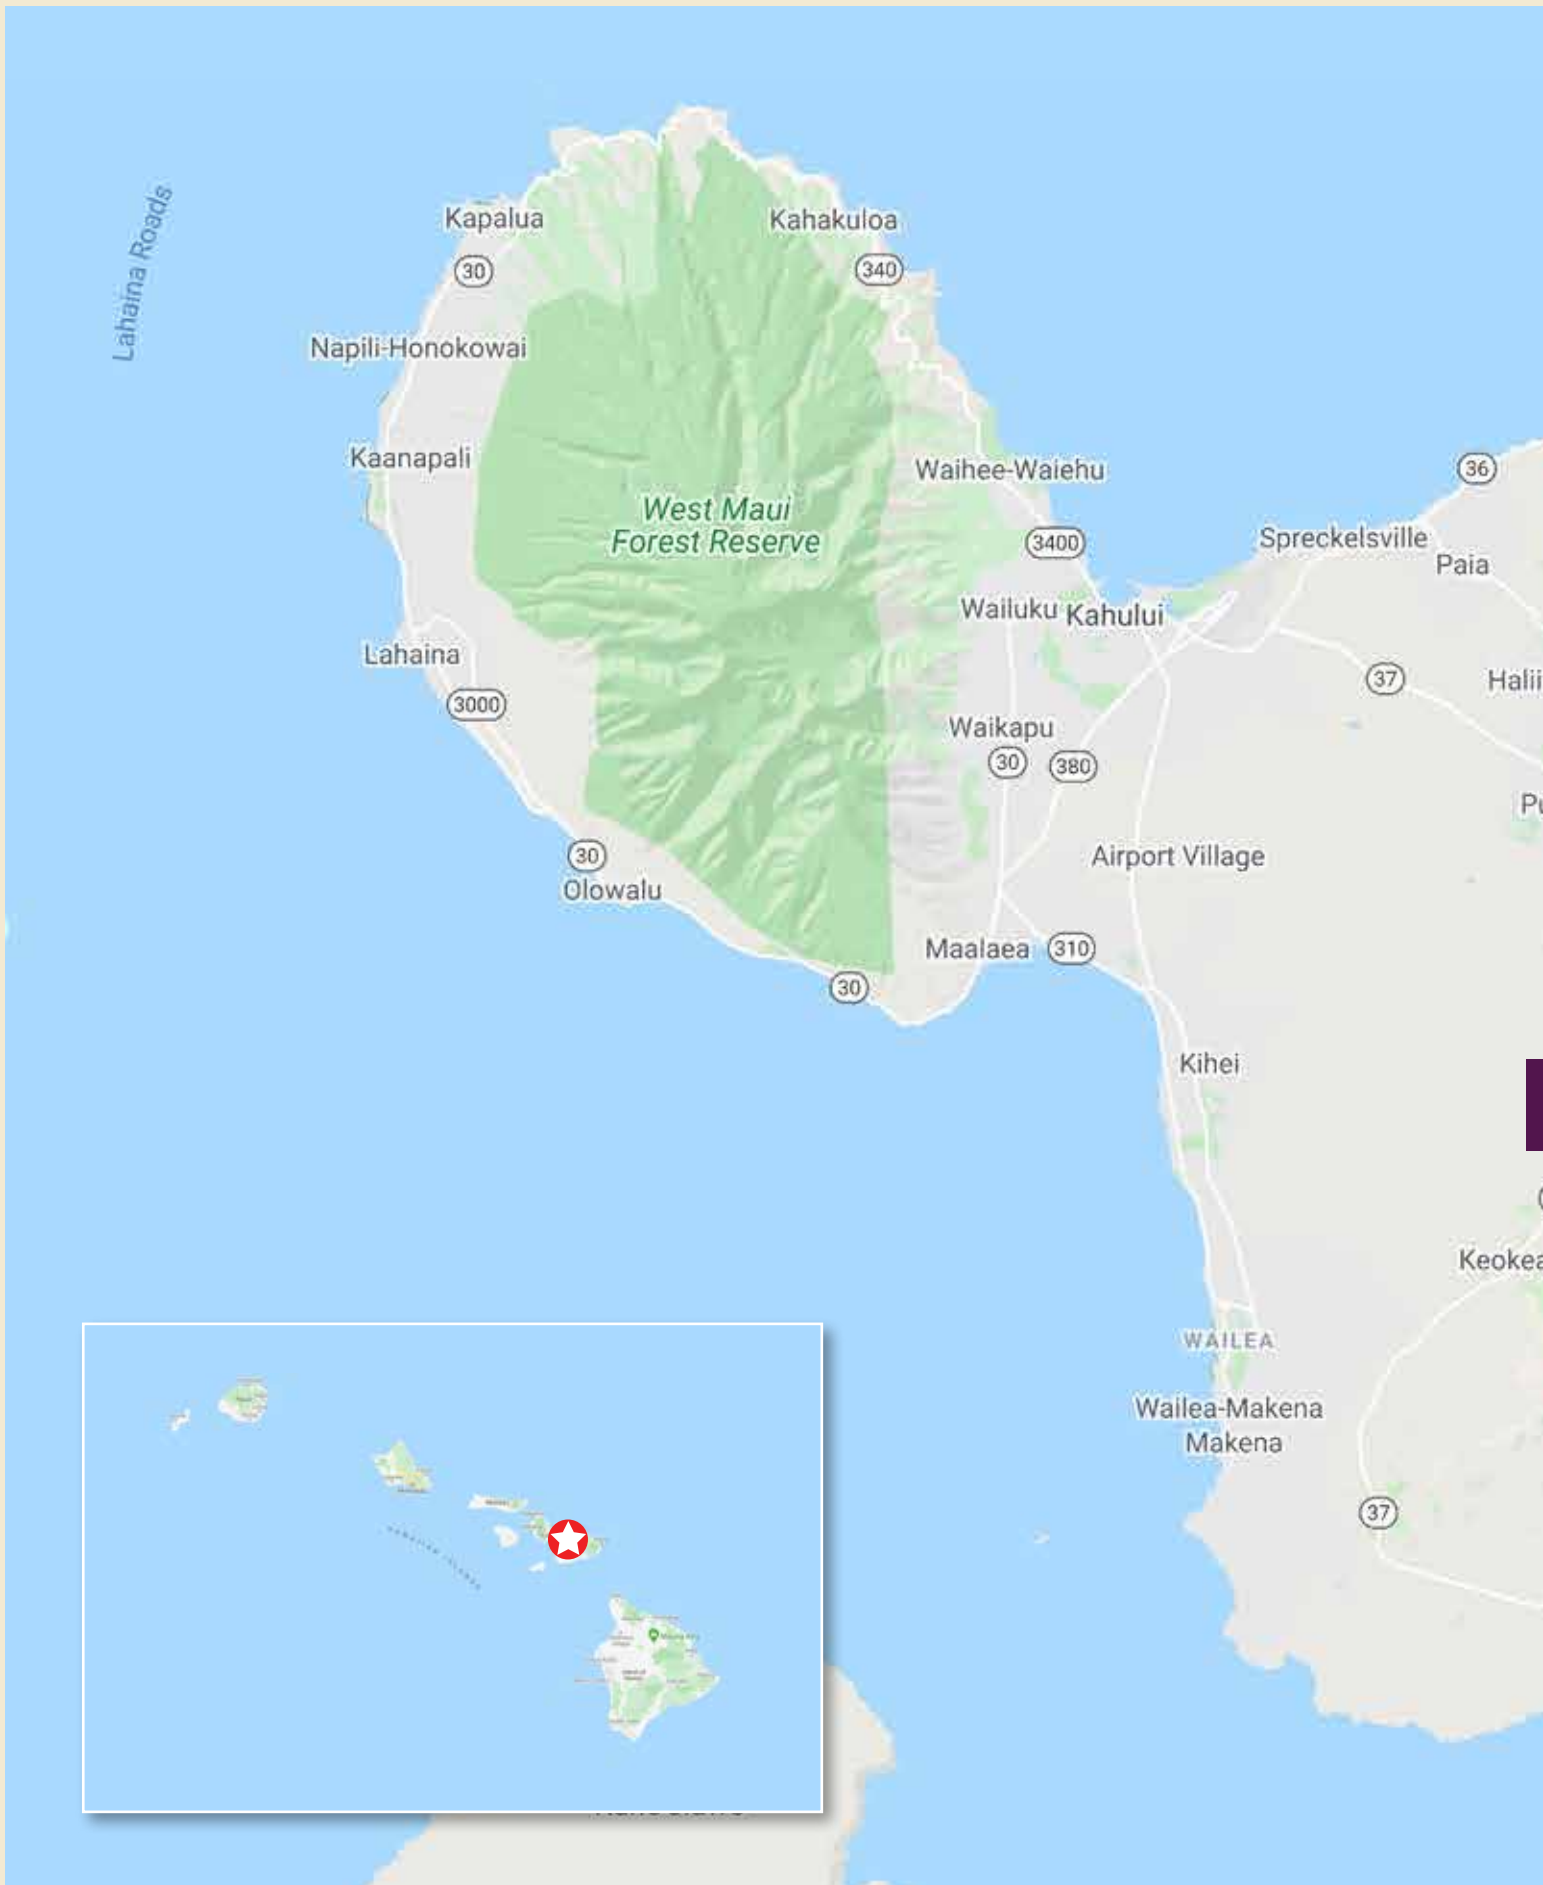 Lahaina Roads
Kapalua
Kahakuloa
30
340
Napili-Honokowai
Kaanapali
Waihee-Waiehu
36
West Maui
Forest Reserve
3400
Spreckelsville
Paia
Wailuku
Kahului
Lahaina
37
Halii
3000
Waikapu
30
380
Pu
30
Airport Village
Olowalu
Maalaea
310
30
Kihei
Keokea
WAILEA
Wailea-Makena
Makena
37